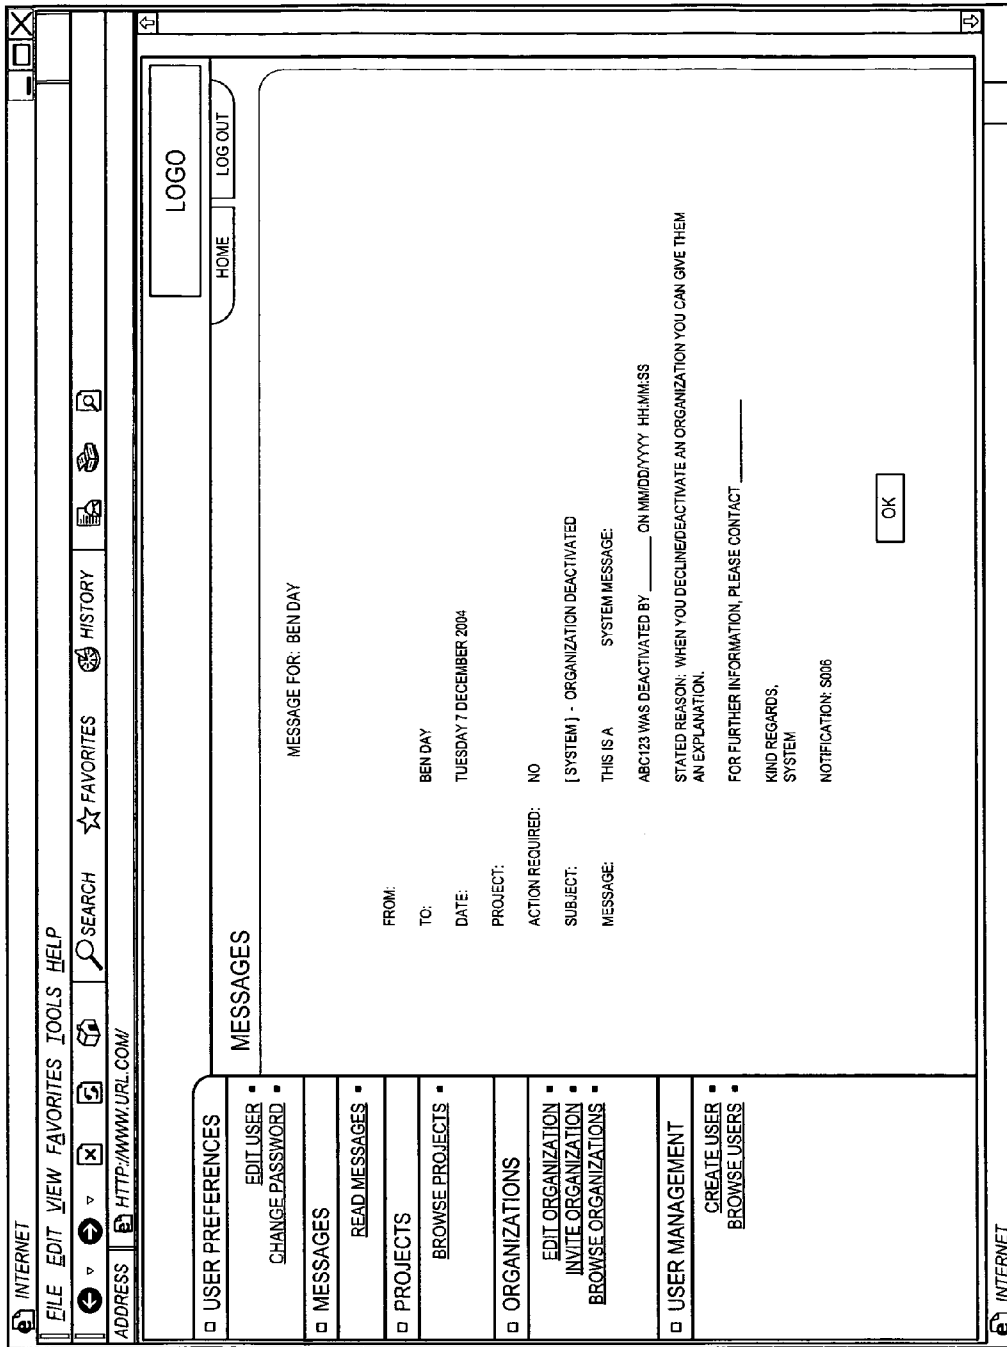 INTERNET
FILE EDIT VIEW FAVORITES TOOLS HELP
SEARCH FAVORITES HISTORY
ADDRESS HTTP://WWW.URL.COM/
LOGO
HOME LOG OUT
USER PREFERENCES
EDIT USER
CHANGE PASSWORD
MESSAGES
READ MESSAGES
PROJECTS
BROWSE PROJECTS
ORGANIZATIONS
EDIT ORGANIZATION
INVITE ORGANIZATION
BROWSE ORGANIZATIONS
USER MANAGEMENT
CREATE USER
BROWSE USERS
MESSAGES
MESSAGE FOR: BEN DAY
FROM:
TO: BEN DAY
DATE: TUESDAY 7 DECEMBER 2004
PROJECT:
ACTION REQUIRED: NO
SUBJECT: [SYSTEM] - ORGANIZATION DEACTIVATED
MESSAGE: THIS IS A SYSTEM MESSAGE:
ABC123 WAS DEACTIVATED BY ______ ON MM/DD/YYYY HH:MM:SS
STATED REASON: WHEN YOU DECLINE/DEACTIVATE AN ORGANIZATION YOU CAN GIVE THEM
AN EXPLANATION.
FOR FURTHER INFORMATION, PLEASE CONTACT ________
KIND REGARDS,
SYSTEM
NOTIFICATION: S006
OK
INTERNET